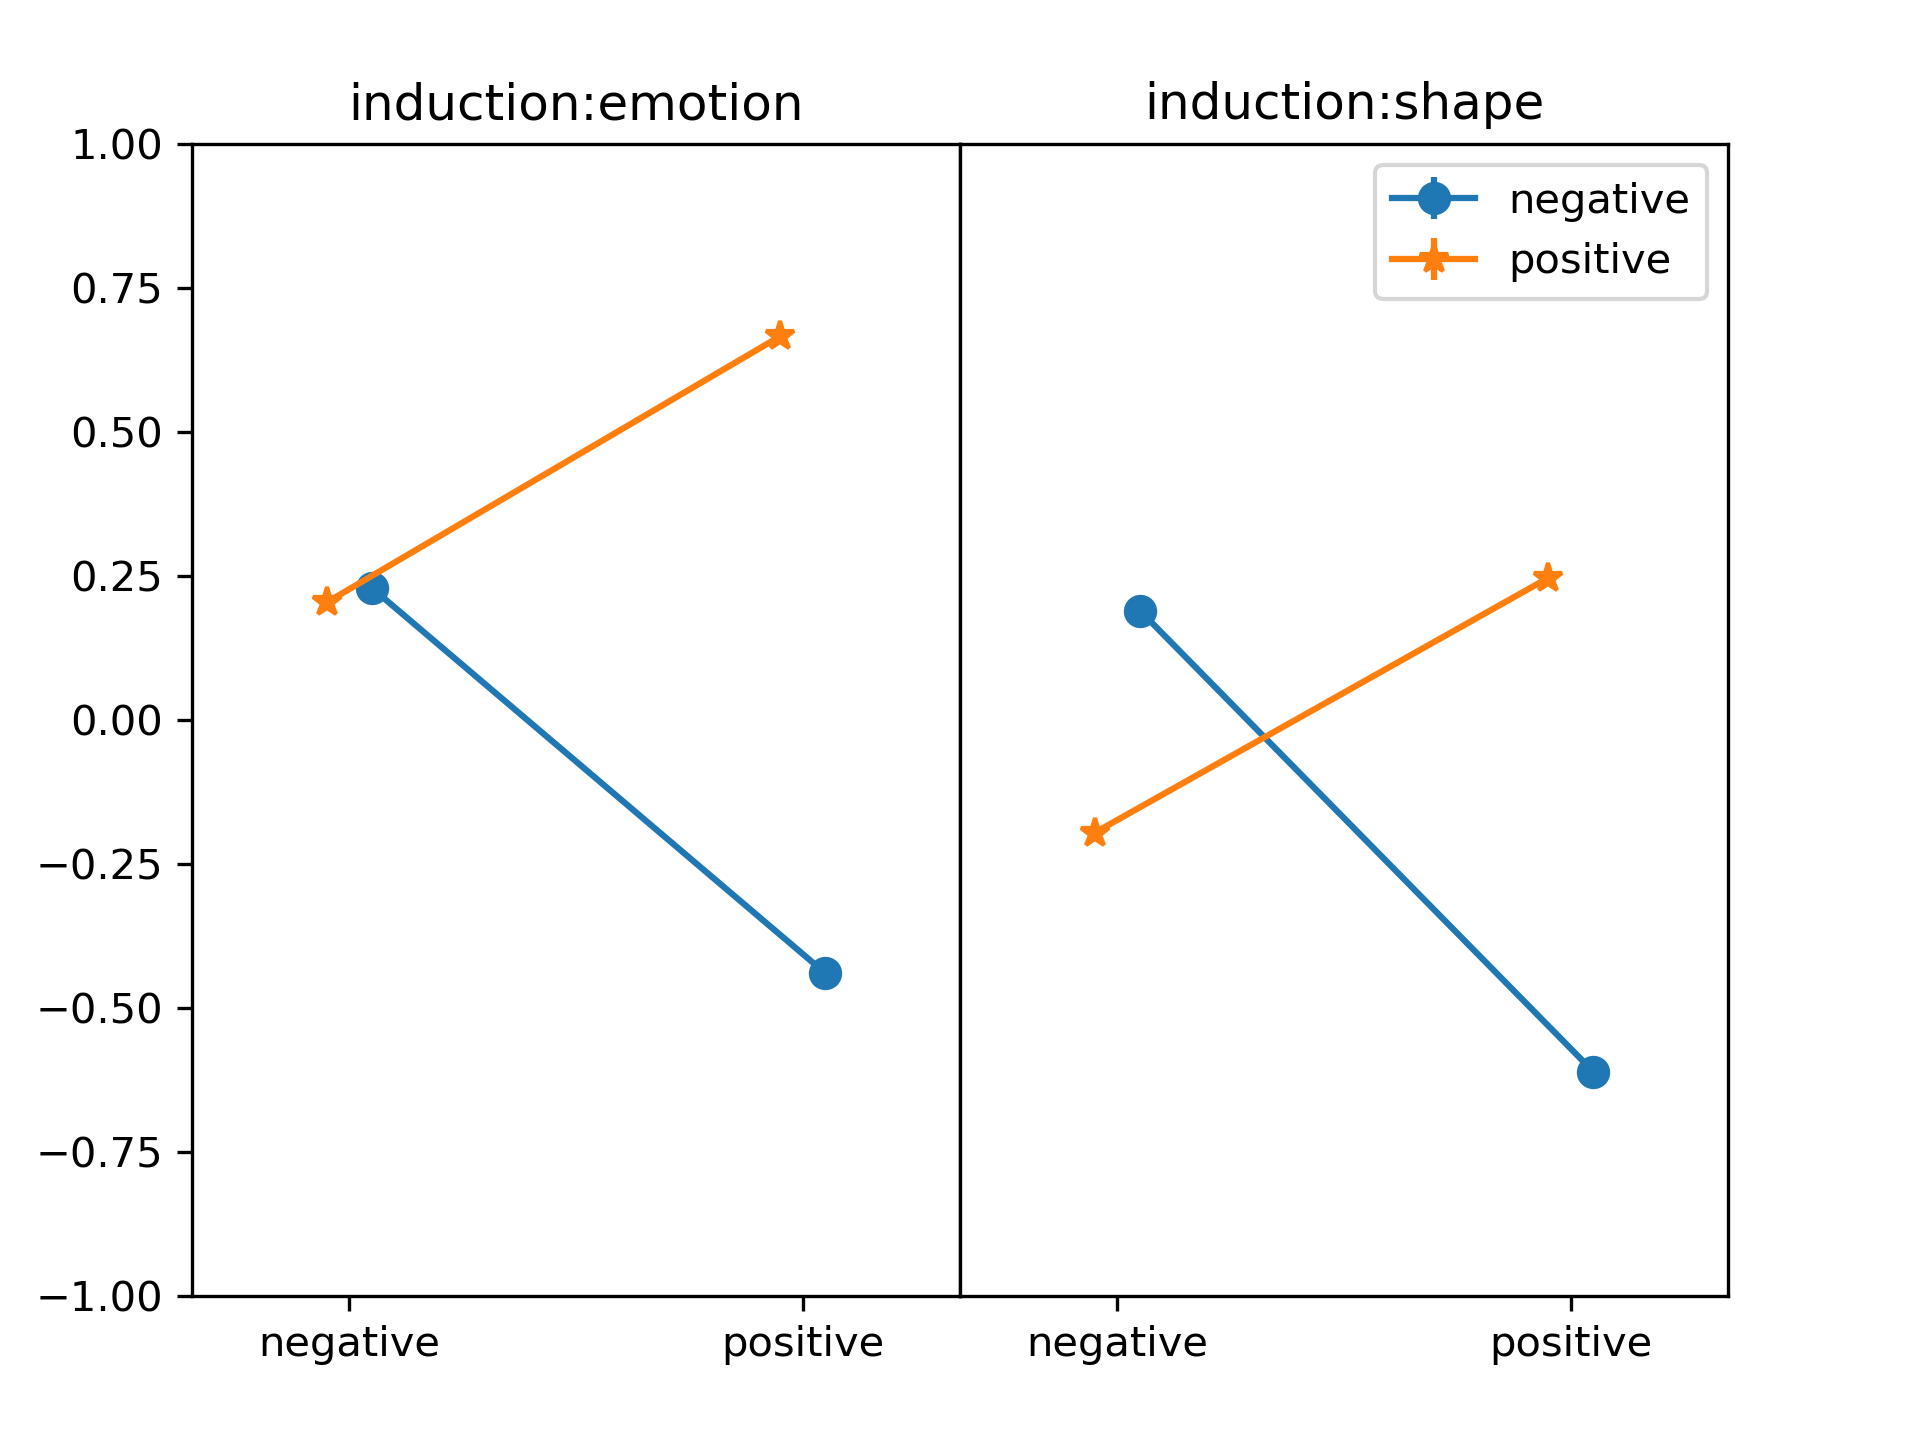 induction:emotion
induction:shape
1.00
0.75
0.50
0.25
0.00
−0.25
−0.50
−0.75
−1.00
negative
positive
negative
positive
negative
positive